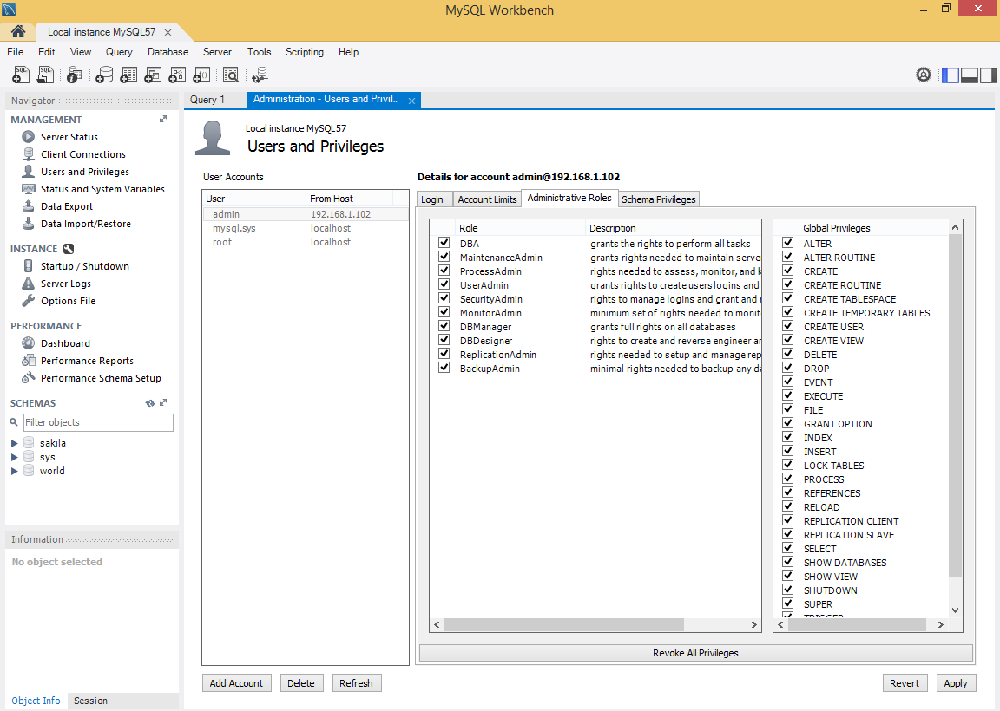 MySQL Workbench
Local instance MySQL57
File Edit View Query Database Server Tools Scripting Help
Navigator
MANAGEMENT
Server Status
Client Connections
Users and Privileges
Status and System Variables
Data Export
Data Import/Restore
INSTANCE
Startup / Shutdown
Server Logs
Options File
PERFORMANCE
Dashboard
Performance Reports
Performance Schema Setup
SCHEMAS
Filter objects
sakila
sys
world
Information
No object selected
Object Info Session
Query 1 Administration - Users and Privil...
Local instance MySQL57
Users and Privileges
User Accounts
User From Host
admin 192.168.1.102
mysql.sys localhost
root localhost
Add Account Delete Refresh
Details for account admin@192.168.1.102
Login Account Limits Administrative Roles Schema Privileges
Role Description
DBA grants the rights to perform all tasks
MaintenanceAdmin grants rights needed to maintain serve
ProcessAdmin rights needed to assess, monitor, and k
UserAdmin grants rights to create users logins and
SecurityAdmin rights to manage logins and grant and
MonitorAdmin minimum set of rights needed to monit
DBManager grants full rights on all databases
DBDesigner rights to create and reverse engineer
ReplicationAdmin rights needed to setup and manage rep
BackupAdmin minimal rights needed to backup any
Global Privileges
ALTER
ALTER ROUTINE
CREATE
CREATE ROUTINE
CREATE TABLESPACE
CREATE TEMPORARY TABLES
CREATE USER
CREATE VIEW
DELETE
DROP
EVENT
EXECUTE
FILE
GRANT OPTION
INDEX
INSERT
LOCK TABLES
PROCESS
REFERENCES
RELOAD
REPLICATION CLIENT
REPLICATION SLAVE
SELECT
SHOW DATABASES
SHOW VIEW
SHUTDOWN
SUPER
TRIGGER
Revoke All Privileges
Revert Apply